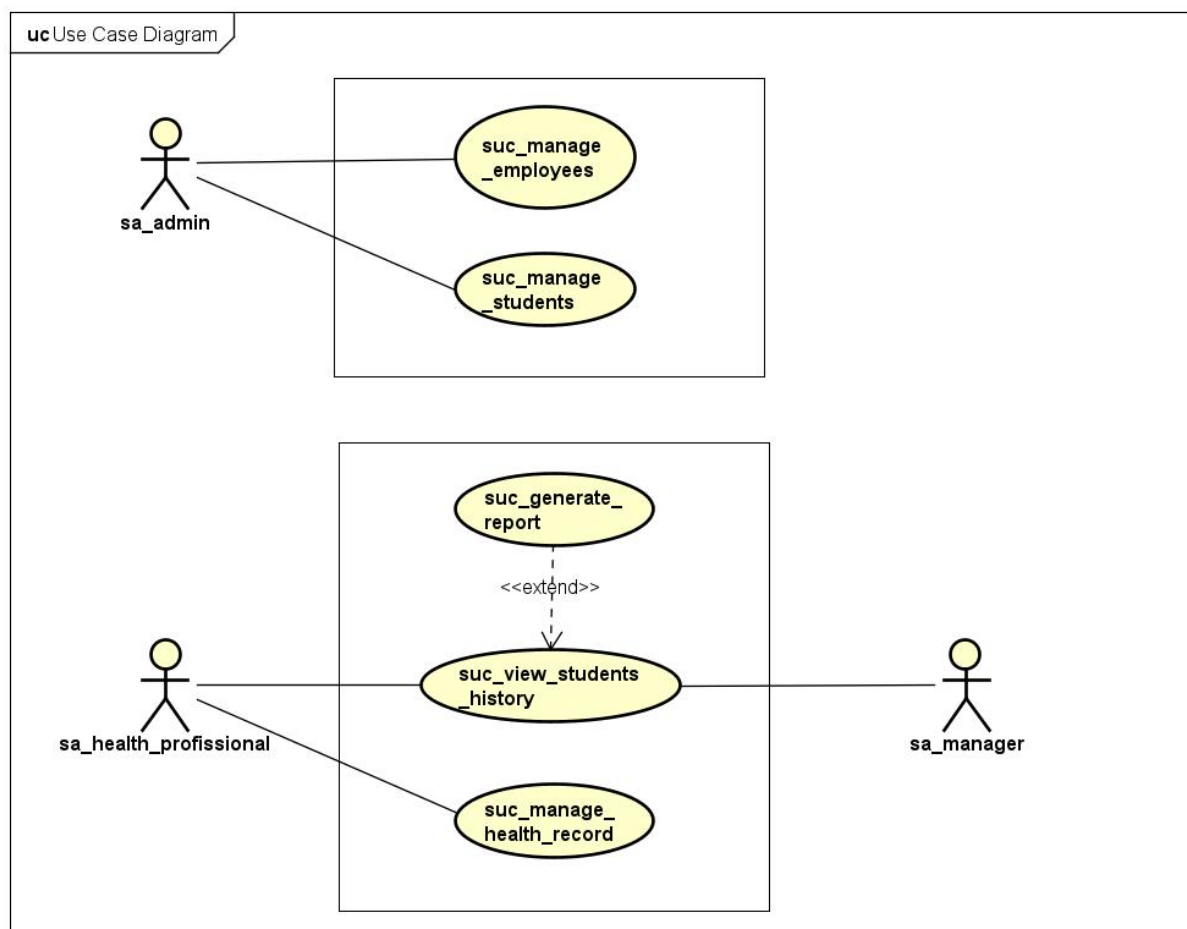 uc Use Case Diagram
suc_manage
_employees
sa_admin
suc_manage
_students
suc_generate_
report
<<extend>>
suc_view_students
_history
sa_health_profissional
sa_manager
suc_manage_
health_record